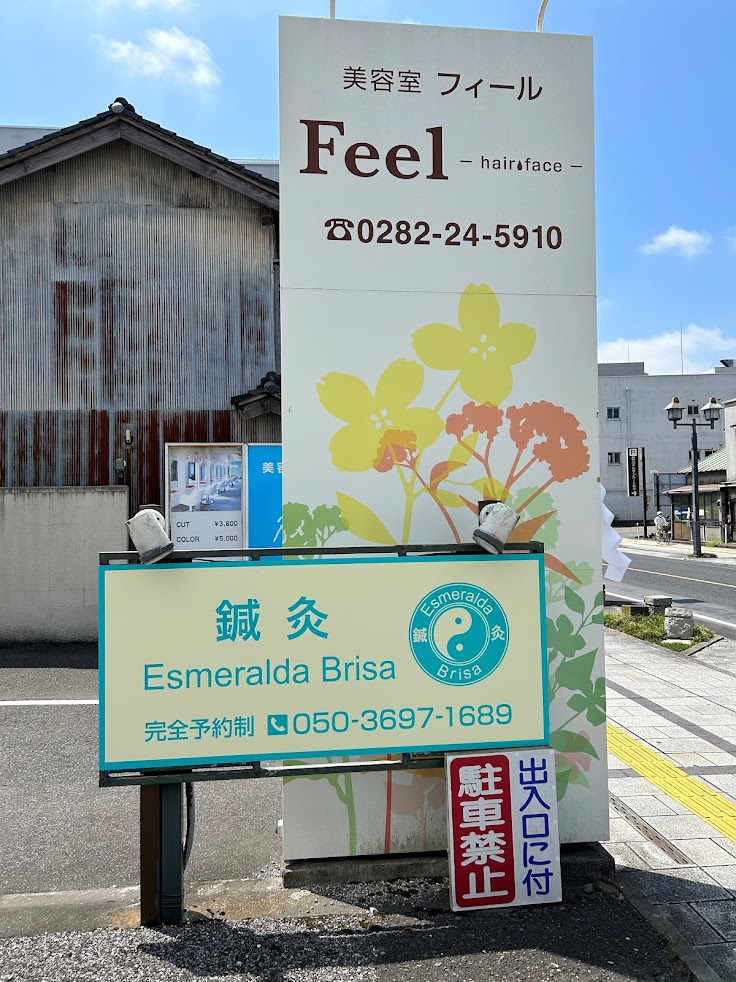 美容室 フィール
Feel - hair・face -
☎0282-24-5910
美容
CUT ¥3,800
COLOR ¥5,000
鍼灸
Esmeralda Brisa
完全予約制 050-3697-1689
Esmeralda
鍼 灸
Brisa
出入口に付
駐車禁止